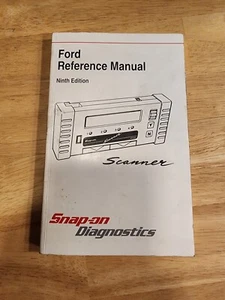 Ford
Reference Manual
Ninth Edition
Scanner
Snap-on
Diagnostics